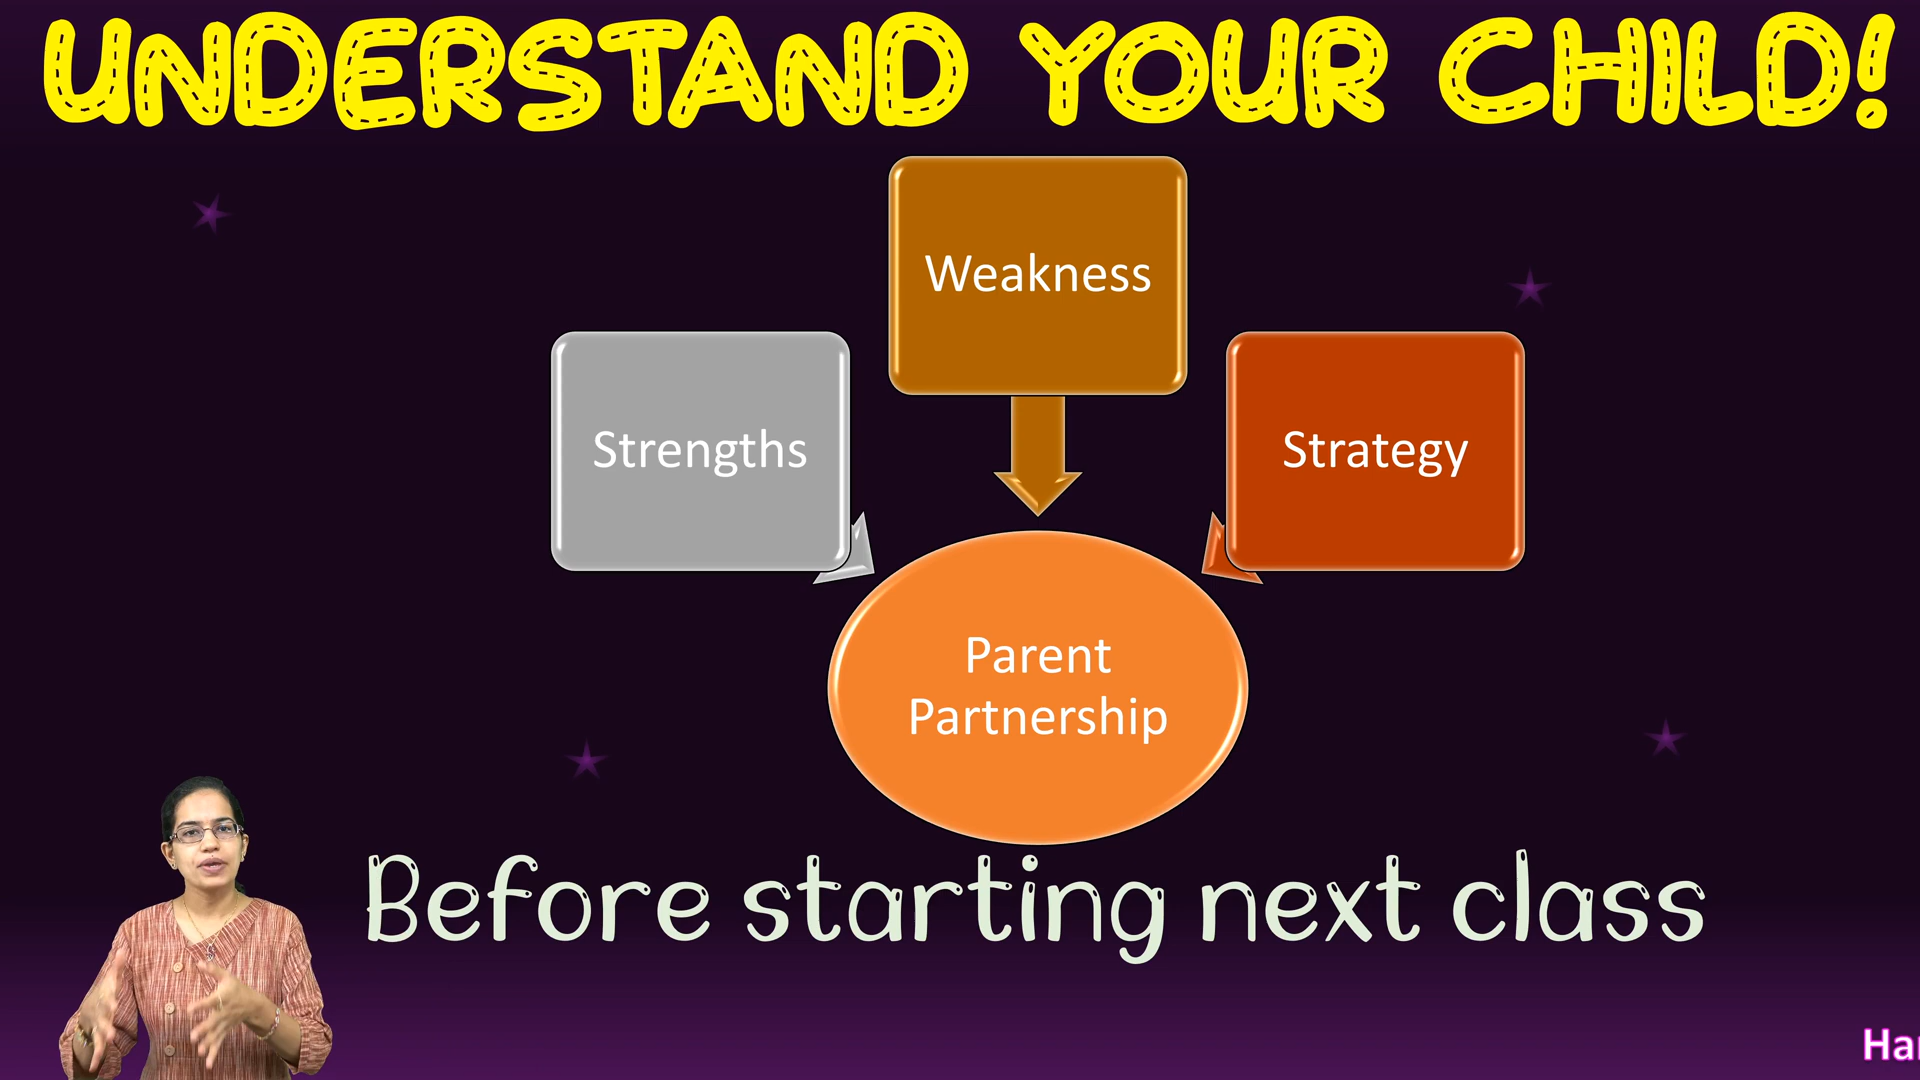 UNDERSTAND YOUR CHILD!
Weakness
Strengths
Strategy
Parent
Partnership
Before starting next class